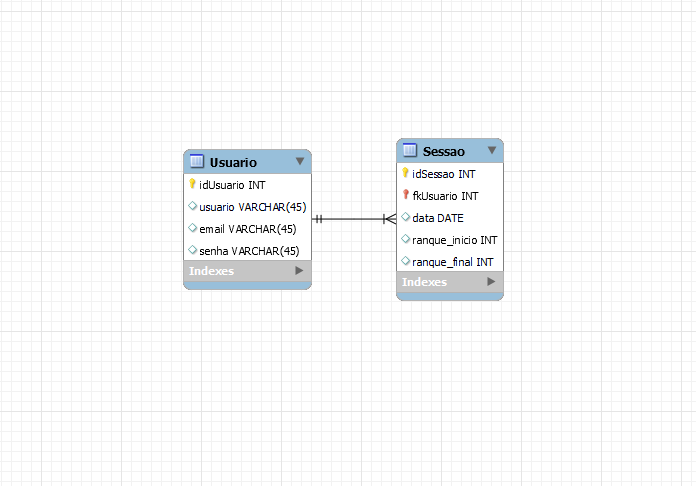 Usuario
idUsuario INT
usuario VARCHAR(45)
email VARCHAR(45)
senha VARCHAR(45)
Indexes
Sessao
idSessao INT
fkUsuario INT
data DATE
ranque_inicio INT
ranque_final INT
Indexes